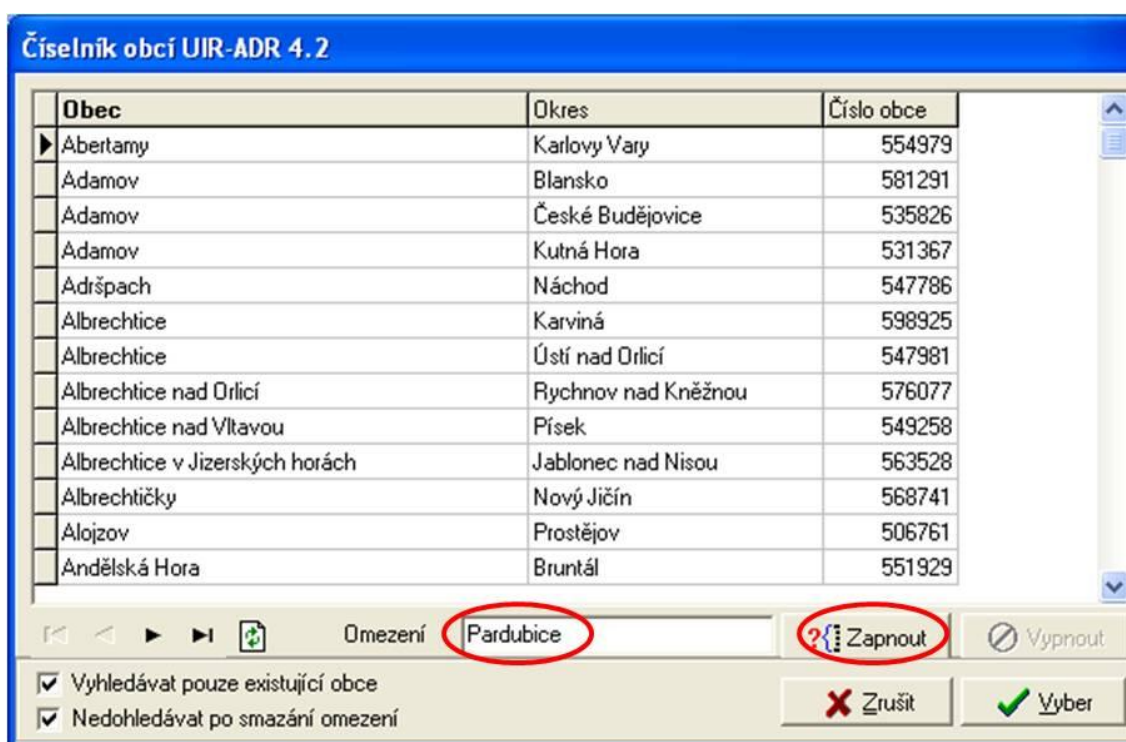 Číselník obcí UIR-ADR 4.2
Obec Okres Číslo obce
Abertamy Karlovy Vary 554979
Adamov Blansko 581291
Adamov České Budějovice 535826
Adamov Kutná Hora 531367
Adršpach Náchod 547786
Albrechtice Karviná 598925
Albrechtice Ústí nad Orlicí 547981
Albrechtice nad Orlicí Rychnov nad Kněžnou 576077
Albrechtice nad Vltavou Písek 549258
Albrechtice v Jizerských horách Jablonec nad Nisou 563528
Albrechtičky Nový Jičín 568741
Alojzov Prostějov 506761
Andělská Hora Bruntál 551929
Omezení Pardubice ?{ Zapnout Vypnout
Vyhledávat pouze existující obce
Zrušit Vyber
Nedohledávat po smazání omezení